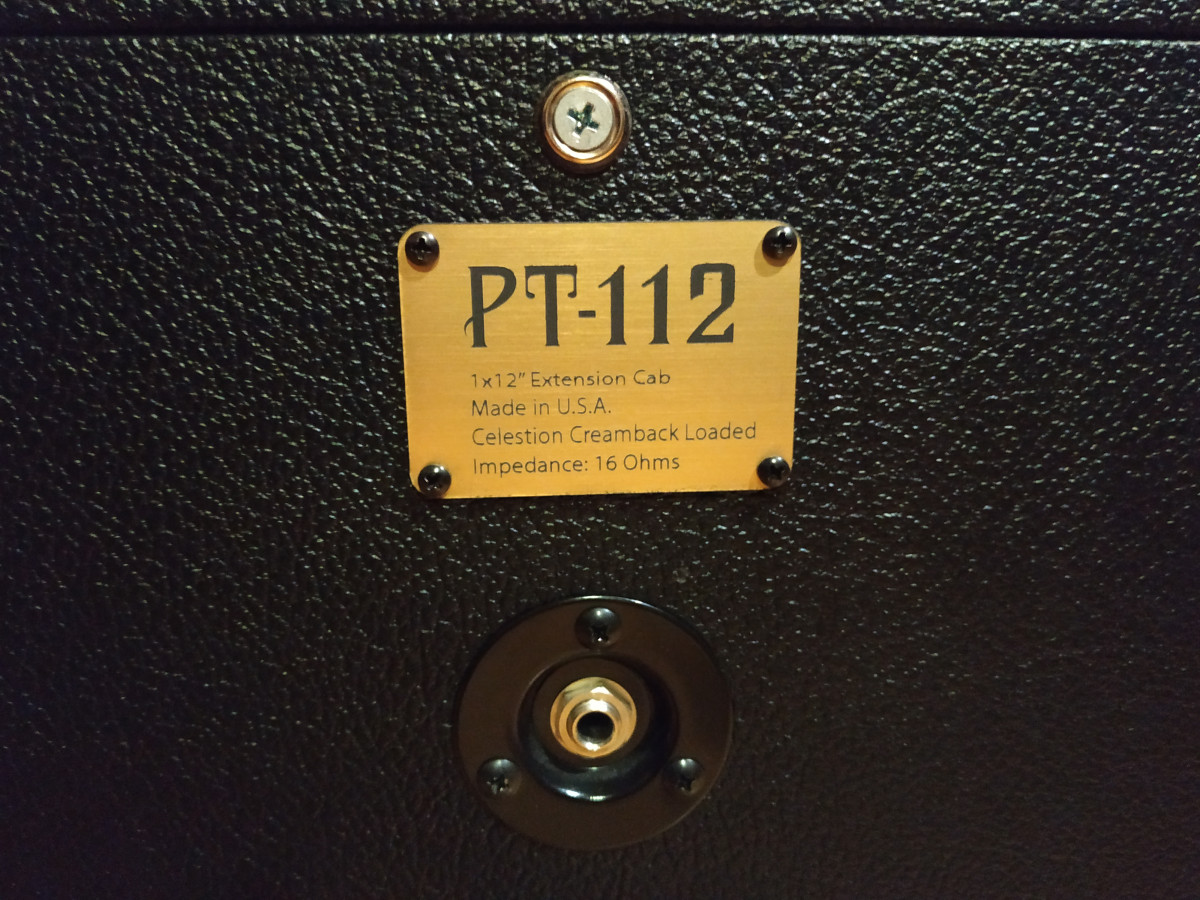 PT-112
1x12" Extension Cab
Made in U.S.A.
Celestion Creamback Loaded
Impedance: 16 Ohms